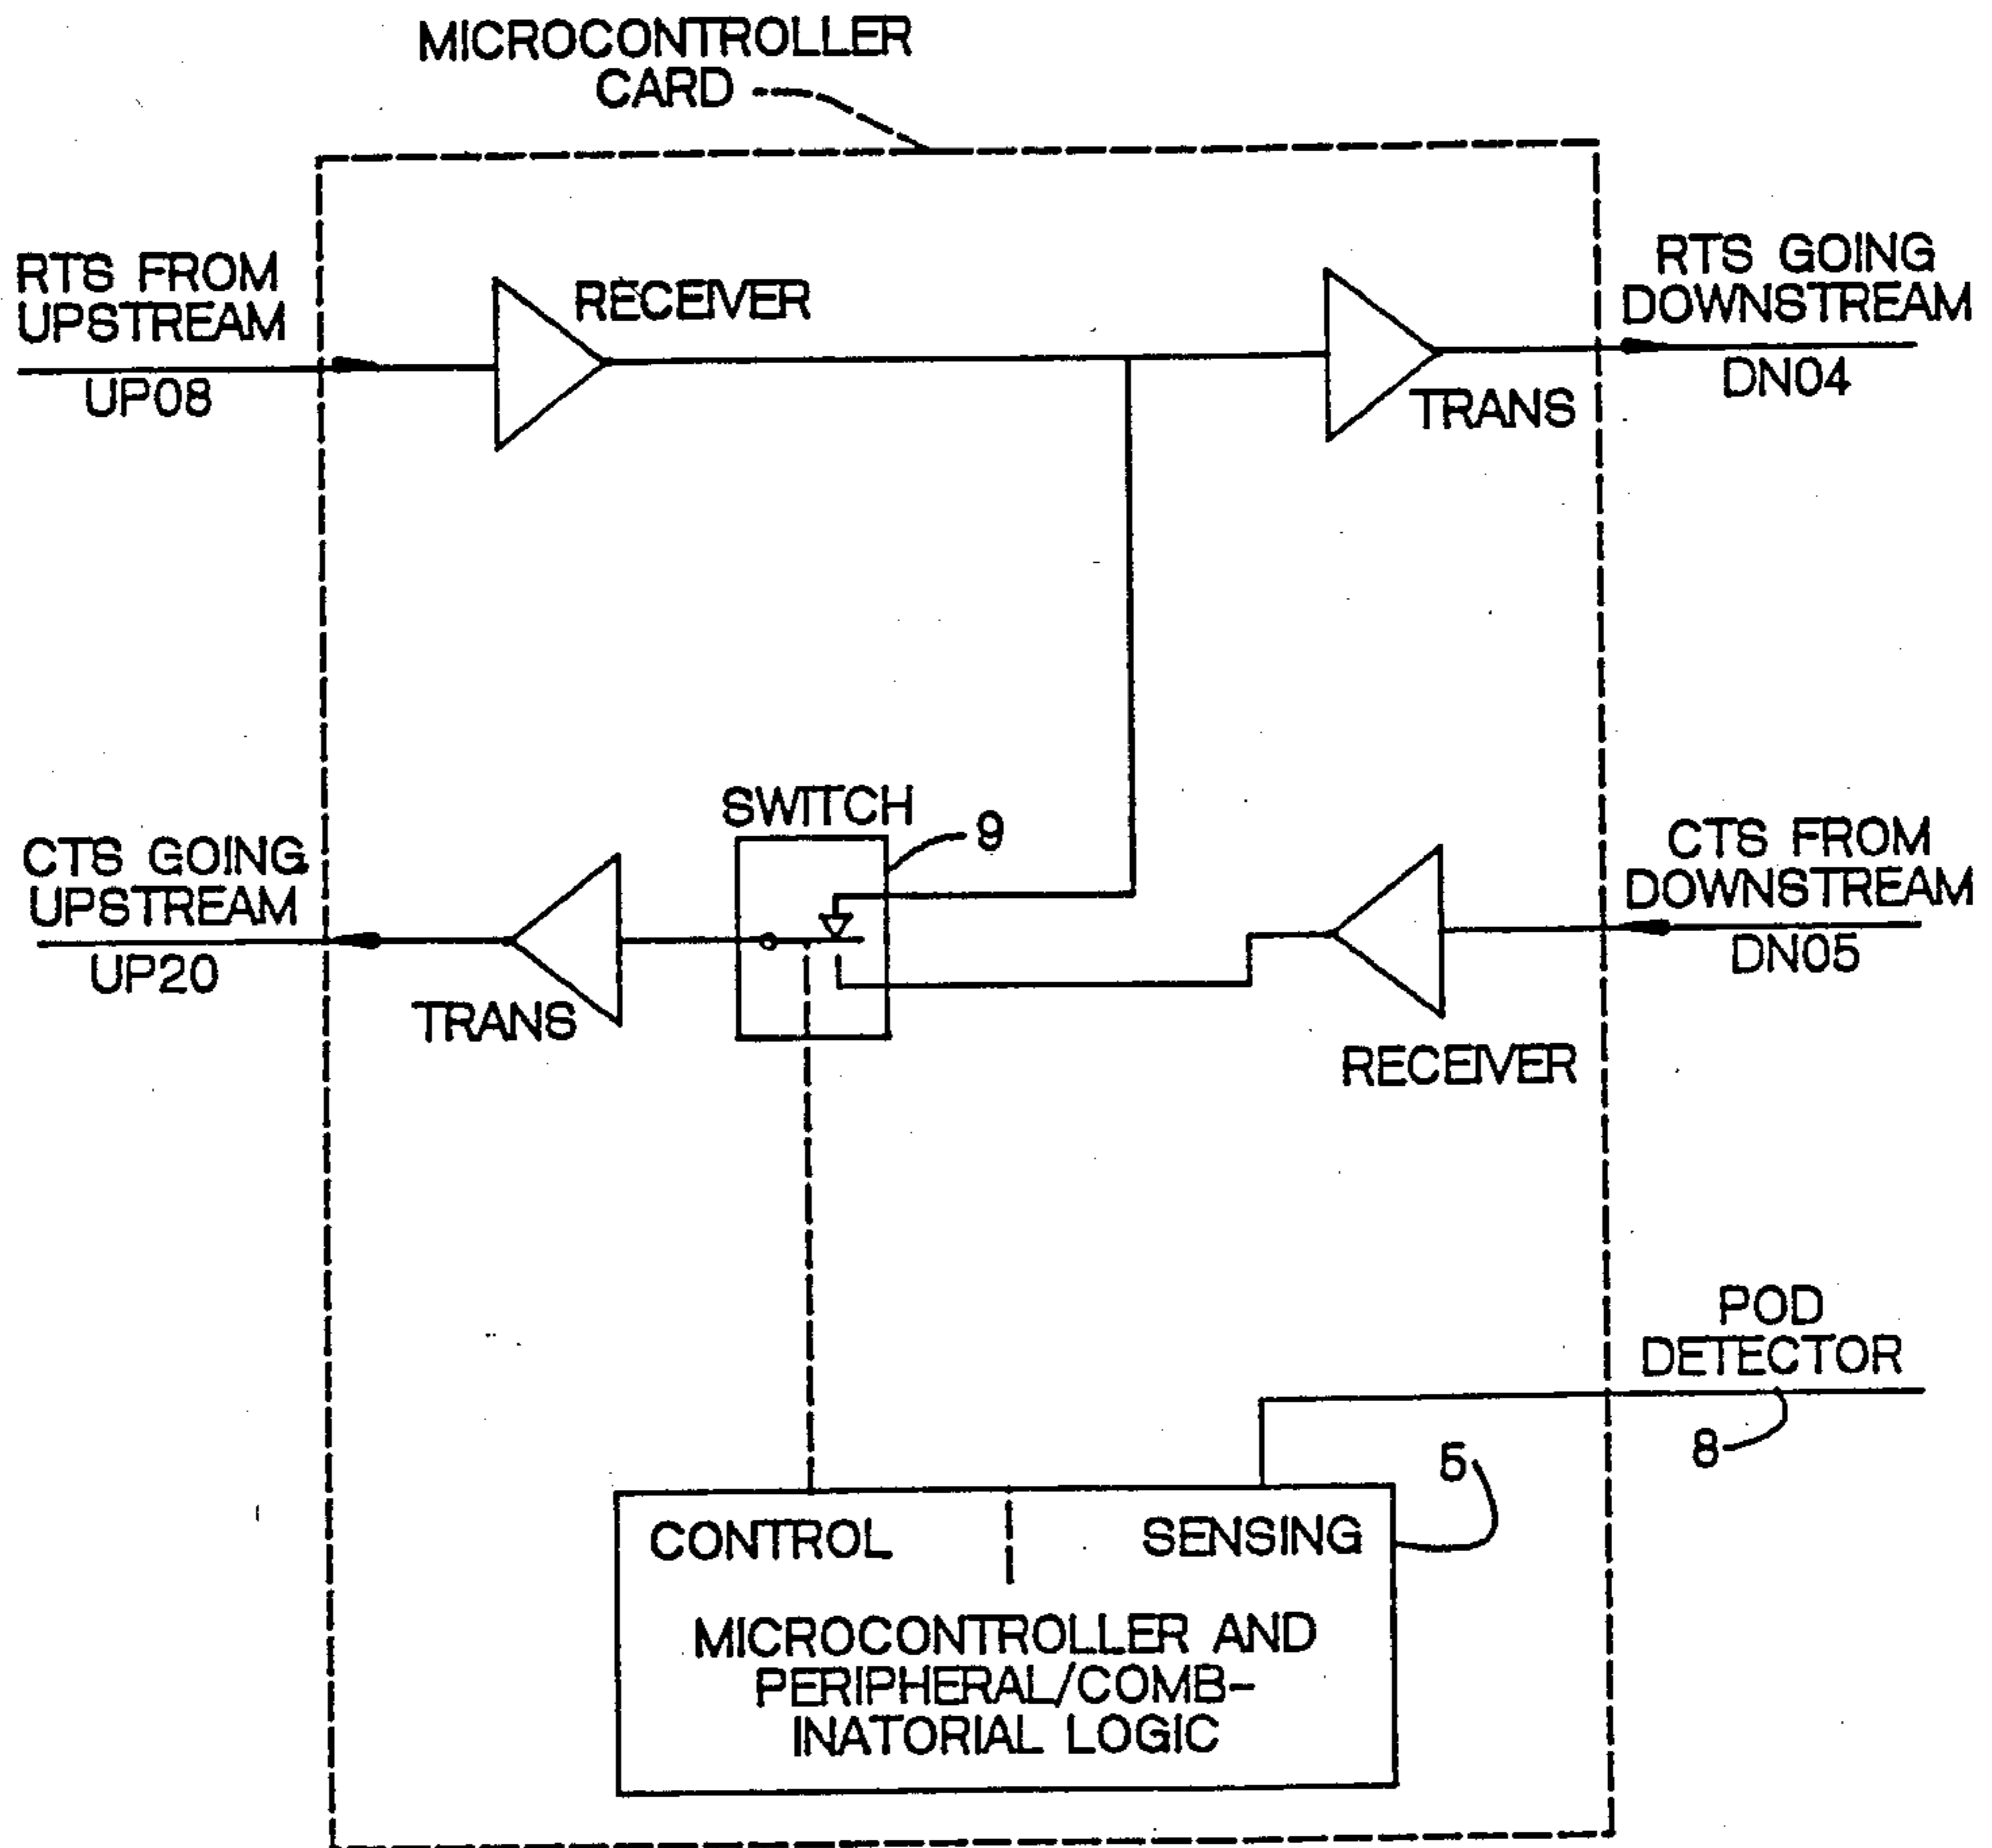 MICROCONTROLLER
CARD
RTS FROM
UPSTREAM
UP08
RECEIVER
TRANS
RTS GOING
DOWNSTREAM
DN04
SWITCH
9
CTS GOING
UPSTREAM
UP20
TRANS
CTS FROM
DOWNSTREAM
DN05
RECEIVER
POD
DETECTOR
8
5
CONTROL
SENSING
MICROCONTROLLER AND
PERIPHERAL/COMB-
INATORIAL LOGIC